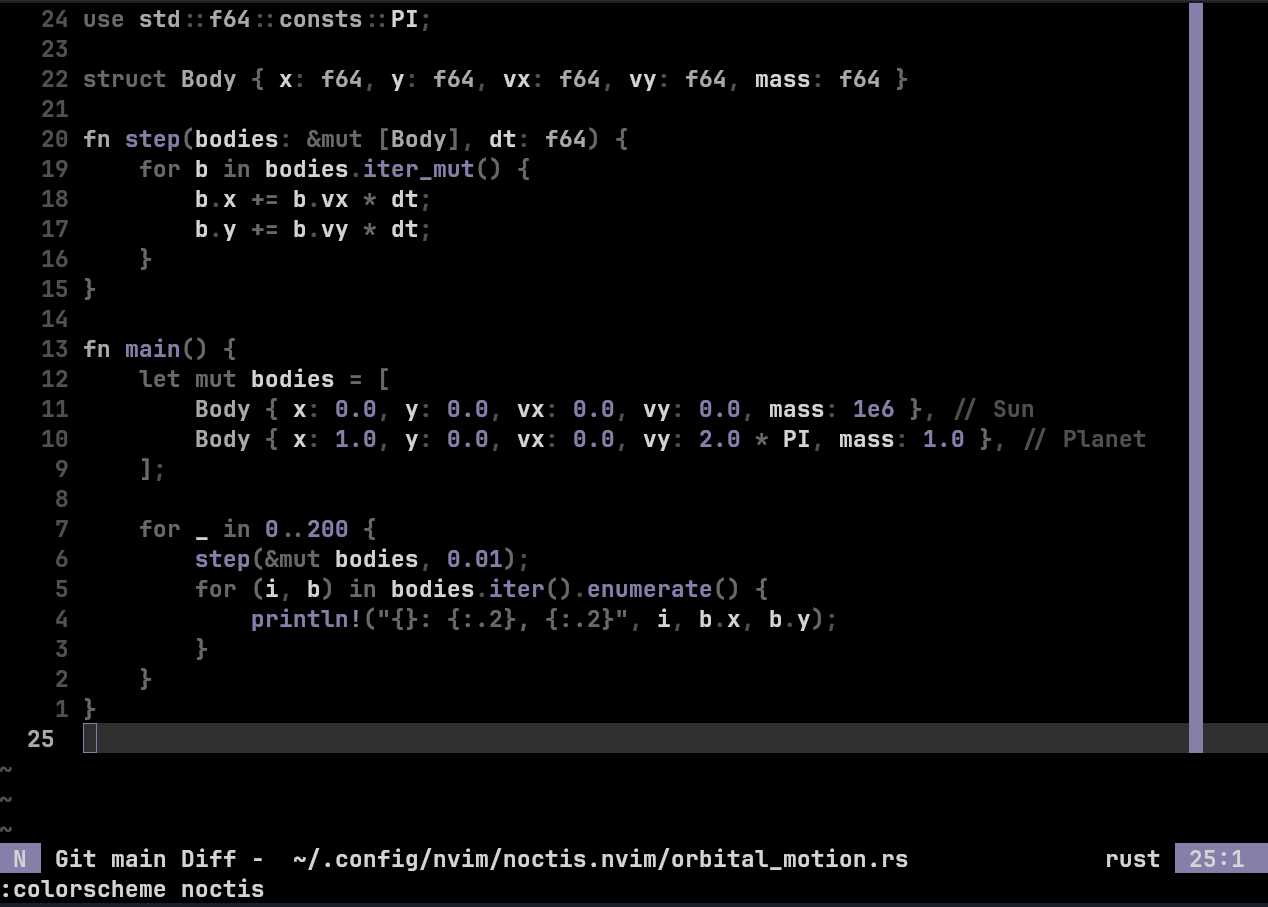 24 use std::f64::consts::PI;
23
22 struct Body { x: f64, y: f64, vx: f64, vy: f64, mass: f64 }
21
20 fn step(bodies: &mut [Body], dt: f64) {
19     for b in bodies.iter_mut() {
18         b.x += b.vx * dt;
17         b.y += b.vy * dt;
16     }
15 }
14
13 fn main() {
12     let mut bodies = [
11         Body { x: 0.0, y: 0.0, vx: 0.0, vy: 0.0, mass: 1e6 }, // Sun
10         Body { x: 1.0, y: 0.0, vx: 0.0, vy: 2.0 * PI, mass: 1.0 }, // Planet
9     ];
8
7     for _ in 0..200 {
6         step(&mut bodies, 0.01);
5         for (i, b) in bodies.iter().enumerate() {
4             println!("{}: {:.2}, {:.2}", i, b.x, b.y);
3         }
2     }
1 }
25
~
~
~
N Git main Diff -  ~/.config/nvim/noctis.nvim/orbital_motion.rs rust 25:1
:colorscheme noctis